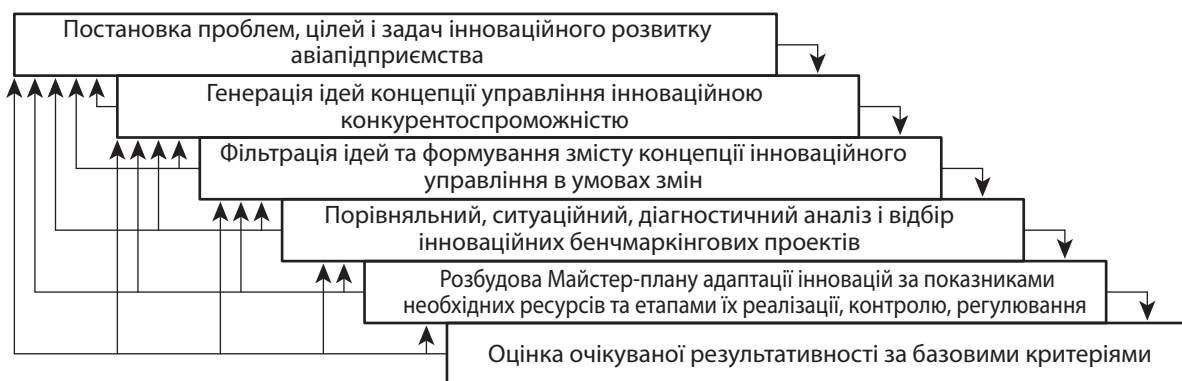 Постановка проблем, цілей і задач інноваційного розвитку
авіапідприємства
Генерація ідей концепції управління інноваційною
конкурентоспроможністю
Фільтрація ідей та формування змісту концепції інноваційного
управління в умовах змін
Порівняльний, ситуаційний, діагностичний аналіз і відбір
інноваційних бенчмаркінгових проектів
Розбудова Майстер-плану адаптації інновацій за показниками
необхідних ресурсів та етапами їх реалізації, контролю, регулювання
Оцінка очікуваної результативності за базовими критеріями